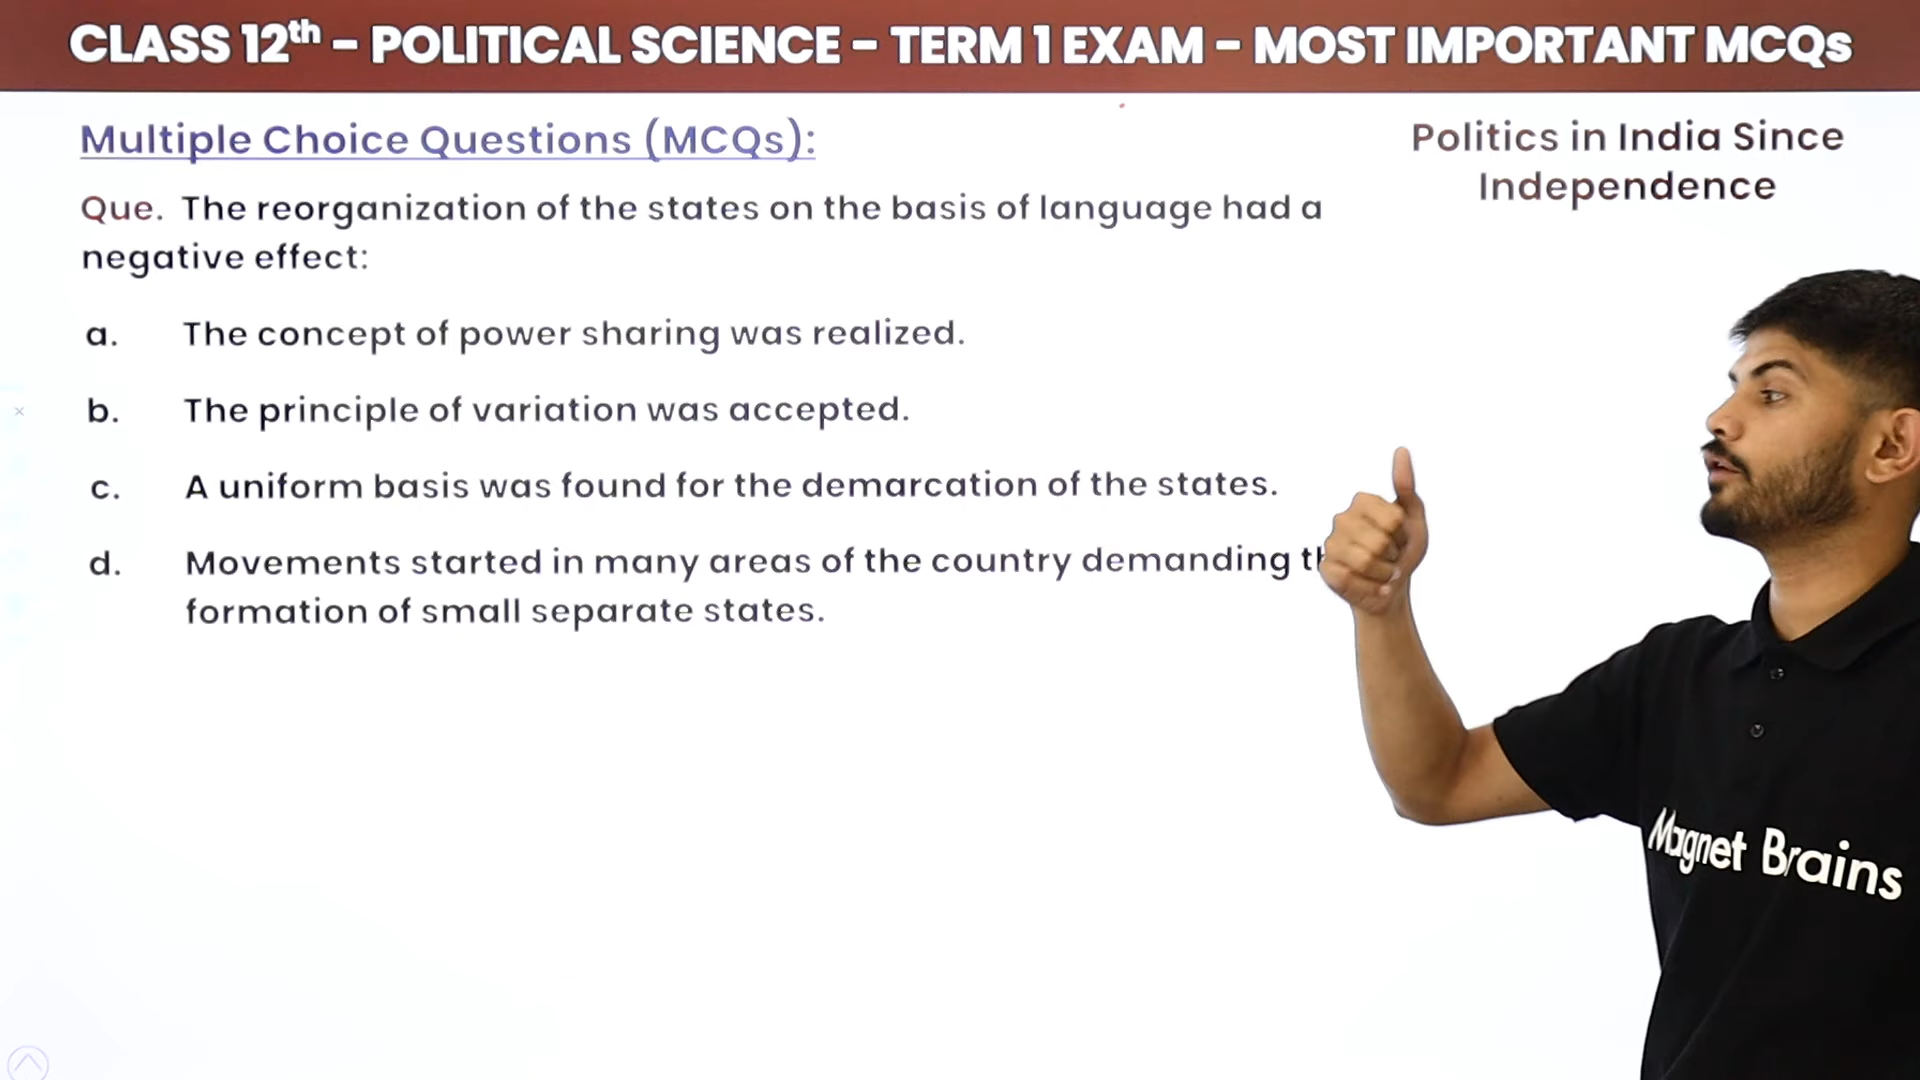 CLASS 12th – POLITICAL SCIENCE – TERM 1 EXAM – MOST IMPORTANT MCQs
Multiple Choice Questions (MCQs):
Politics in India Since
Independence
Que. The reorganization of the states on the basis of language had a
negative effect:
a. The concept of power sharing was realized.
b. The principle of variation was accepted.
c. A uniform basis was found for the demarcation of the states.
d. Movements started in many areas of the country demanding
formation of small separate states.
Magnet Brains